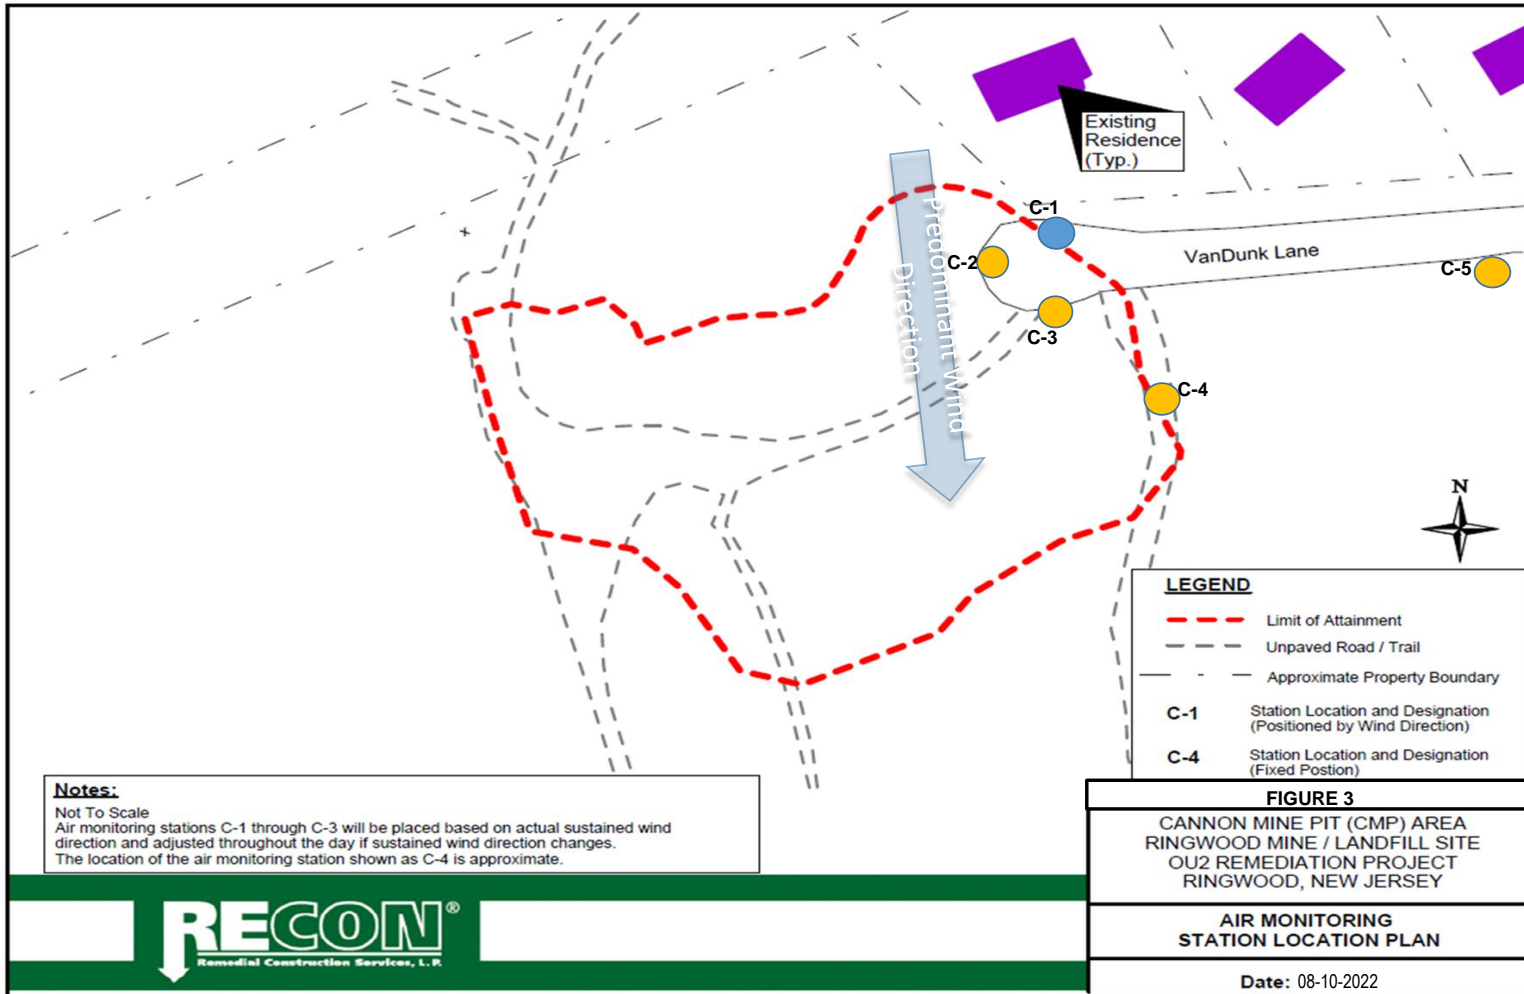 Existing
Residence
(Typ.)
Predominant Wind
Direction
C-1
C-2
VanDunk Lane
C-5
C-3
C-4
N
LEGEND
Limit of Attainment
Unpaved Road / Trail
Approximate Property Boundary
C-1 Station Location and Designation
(Positioned by Wind Direction)
C-4 Station Location and Designation
(Fixed Postion)
Notes:
Not To Scale
Air monitoring stations C-1 through C-3 will be placed based on actual sustained wind
direction and adjusted throughout the day if sustained wind direction changes.
The location of the air monitoring station shown as C-4 is approximate.
FIGURE 3
CANNON MINE PIT (CMP) AREA
RINGWOOD MINE / LANDFILL SITE
OU2 REMEDIATION PROJECT
RINGWOOD, NEW JERSEY
AIR MONITORING
STATION LOCATION PLAN
Date: 08-10-2022
RECON®
Remedial Construction Services, L.P.